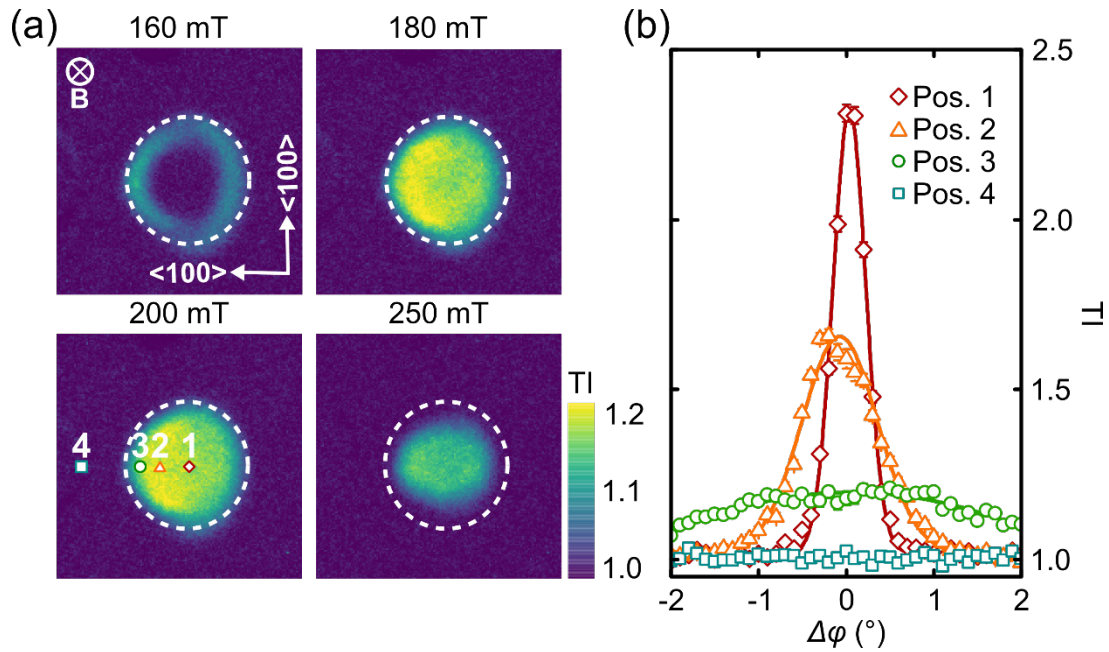 (a)
160 mT
180 mT
B
<100>
<100>
200 mT
250 mT
4
3
2
1
TI
1.2
1.1
1.0
(b)
Pos. 1
Pos. 2
Pos. 3
Pos. 4
2.5
2.0
1.5
1.0
TI
-2
-1
0
1
2
Δφ (°)